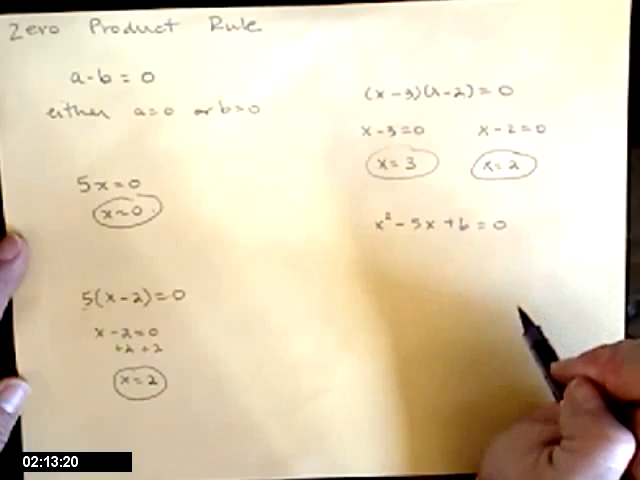 Zero Product Rule
a·b = 0
either a=0 or b=0
5x=0
x=0
5(x-2)=0
x-2=0
+2 +2
x=2
(x-3)(x-2)=0
x-3=0 x-2=0
x=3 x=2
x²-5x+6=0
02:13:20